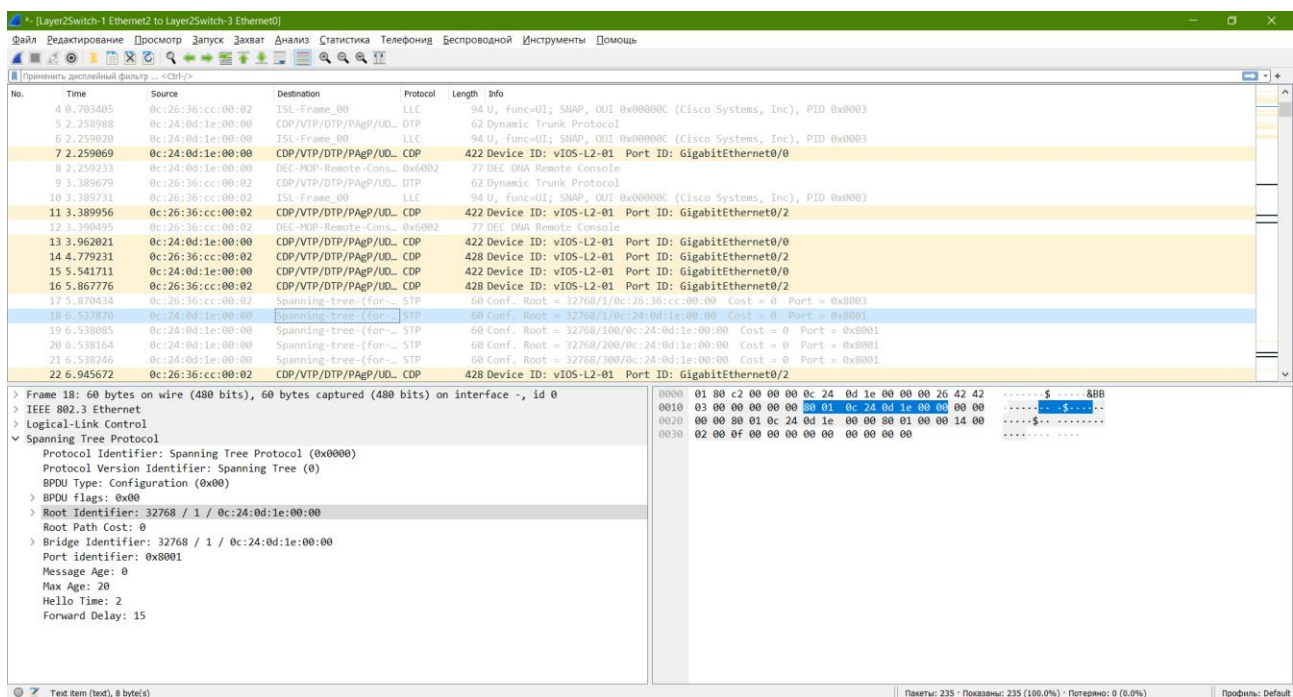 *- [Layer2Switch-1 Ethernet2 to Layer2Switch-3 Ethernet0]
Файл Редактирование Просмотр Запуск Захват Анализ Статистика Телефония Беспроводной Инструменты Помощь
Применить дисплейный фильтр ... <Ctrl-/>
No. Time Source Destination Protocol Length Info
4 0.703405 0c:26:36:cc:00:02 ISL-Frame_00 LLC 94 U, func=UI; SNAP, OUI 0x00000C (Cisco Systems, Inc), PID 0x0003
5 2.258988 0c:24:0d:1e:00:00 CDP/VTP/DTP/PAgP/UD… DTP 62 Dynamic Trunk Protocol
6 2.259020 0c:24:0d:1e:00:00 ISL-Frame_00 LLC 94 U, func=UI; SNAP, OUI 0x00000C (Cisco Systems, Inc), PID 0x0003
7 2.259069 0c:24:0d:1e:00:00 CDP/VTP/DTP/PAgP/UD… CDP 422 Device ID: vIOS-L2-01 Port ID: GigabitEthernet0/0
8 2.259233 0c:24:0d:1e:00:00 DEC-MOP-Remote-Cons… 0x6002 77 DEC DNA Remote Console
9 3.389679 0c:26:36:cc:00:02 CDP/VTP/DTP/PAgP/UD… DTP 62 Dynamic Trunk Protocol
10 3.389731 0c:26:36:cc:00:02 ISL-Frame_00 LLC 94 U, func=UI; SNAP, OUI 0x00000C (Cisco Systems, Inc), PID 0x0003
11 3.389956 0c:26:36:cc:00:02 CDP/VTP/DTP/PAgP/UD… CDP 422 Device ID: vIOS-L2-01 Port ID: GigabitEthernet0/2
12 3.390495 0c:26:36:cc:00:02 DEC-MOP-Remote-Cons… 0x6002 77 DEC DNA Remote Console
13 3.962021 0c:24:0d:1e:00:00 CDP/VTP/DTP/PAgP/UD… CDP 422 Device ID: vIOS-L2-01 Port ID: GigabitEthernet0/0
14 4.779231 0c:26:36:cc:00:02 CDP/VTP/DTP/PAgP/UD… CDP 428 Device ID: vIOS-L2-01 Port ID: GigabitEthernet0/2
15 5.541711 0c:24:0d:1e:00:00 CDP/VTP/DTP/PAgP/UD… CDP 422 Device ID: vIOS-L2-01 Port ID: GigabitEthernet0/0
16 5.867776 0c:26:36:cc:00:02 CDP/VTP/DTP/PAgP/UD… CDP 428 Device ID: vIOS-L2-01 Port ID: GigabitEthernet0/2
17 5.870434 0c:26:36:cc:00:02 Spanning-tree-(for-… STP 60 Conf. Root = 32768/1/0c:26:36:cc:00:00 Cost = 0 Port = 0x8003
18 6.537870 0c:24:0d:1e:00:00 Spanning-tree-(for-… STP 60 Conf. Root = 32768/1/0c:24:0d:1e:00:00 Cost = 0 Port = 0x8001
19 6.538085 0c:24:0d:1e:00:00 Spanning-tree-(for-… STP 60 Conf. Root = 32768/100/0c:24:0d:1e:00:00 Cost = 0 Port = 0x8001
20 6.538164 0c:24:0d:1e:00:00 Spanning-tree-(for-… STP 60 Conf. Root = 32768/200/0c:24:0d:1e:00:00 Cost = 0 Port = 0x8001
21 6.538246 0c:24:0d:1e:00:00 Spanning-tree-(for-… STP 60 Conf. Root = 32768/300/0c:24:0d:1e:00:00 Cost = 0 Port = 0x8001
22 6.945672 0c:26:36:cc:00:02 CDP/VTP/DTP/PAgP/UD… CDP 428 Device ID: vIOS-L2-01 Port ID: GigabitEthernet0/2
> Frame 18: 60 bytes on wire (480 bits), 60 bytes captured (480 bits) on interface -, id 0
> IEEE 802.3 Ethernet
> Logical-Link Control
Spanning Tree Protocol
Protocol Identifier: Spanning Tree Protocol (0x0000)
Protocol Version Identifier: Spanning Tree (0)
BPDU Type: Configuration (0x00)
> BPDU flags: 0x00
> Root Identifier: 32768 / 1 / 0c:24:0d:1e:00:00
Root Path Cost: 0
> Bridge Identifier: 32768 / 1 / 0c:24:0d:1e:00:00
Port identifier: 0x8001
Message Age: 0
Max Age: 20
Hello Time: 2
Forward Delay: 15
0000 01 80 c2 00 00 00 0c 24 0d 1e 00 00 00 26 42 42 ·······$ ·····&BB
0010 03 00 00 00 00 00 80 01 0c 24 0d 1e 00 00 00 00 ········ ·$······
0020 00 00 80 01 0c 24 0d 1e 00 00 80 01 00 00 14 00 ·····$·· ········
0030 02 00 0f 00 00 00 00 00 00 00 00 00 ········ ····
Text item (text), 8 byte(s)
Пакеты: 235 · Показаны: 235 (100.0%) · Потеряно: 0 (0.0%)
Профиль: Default